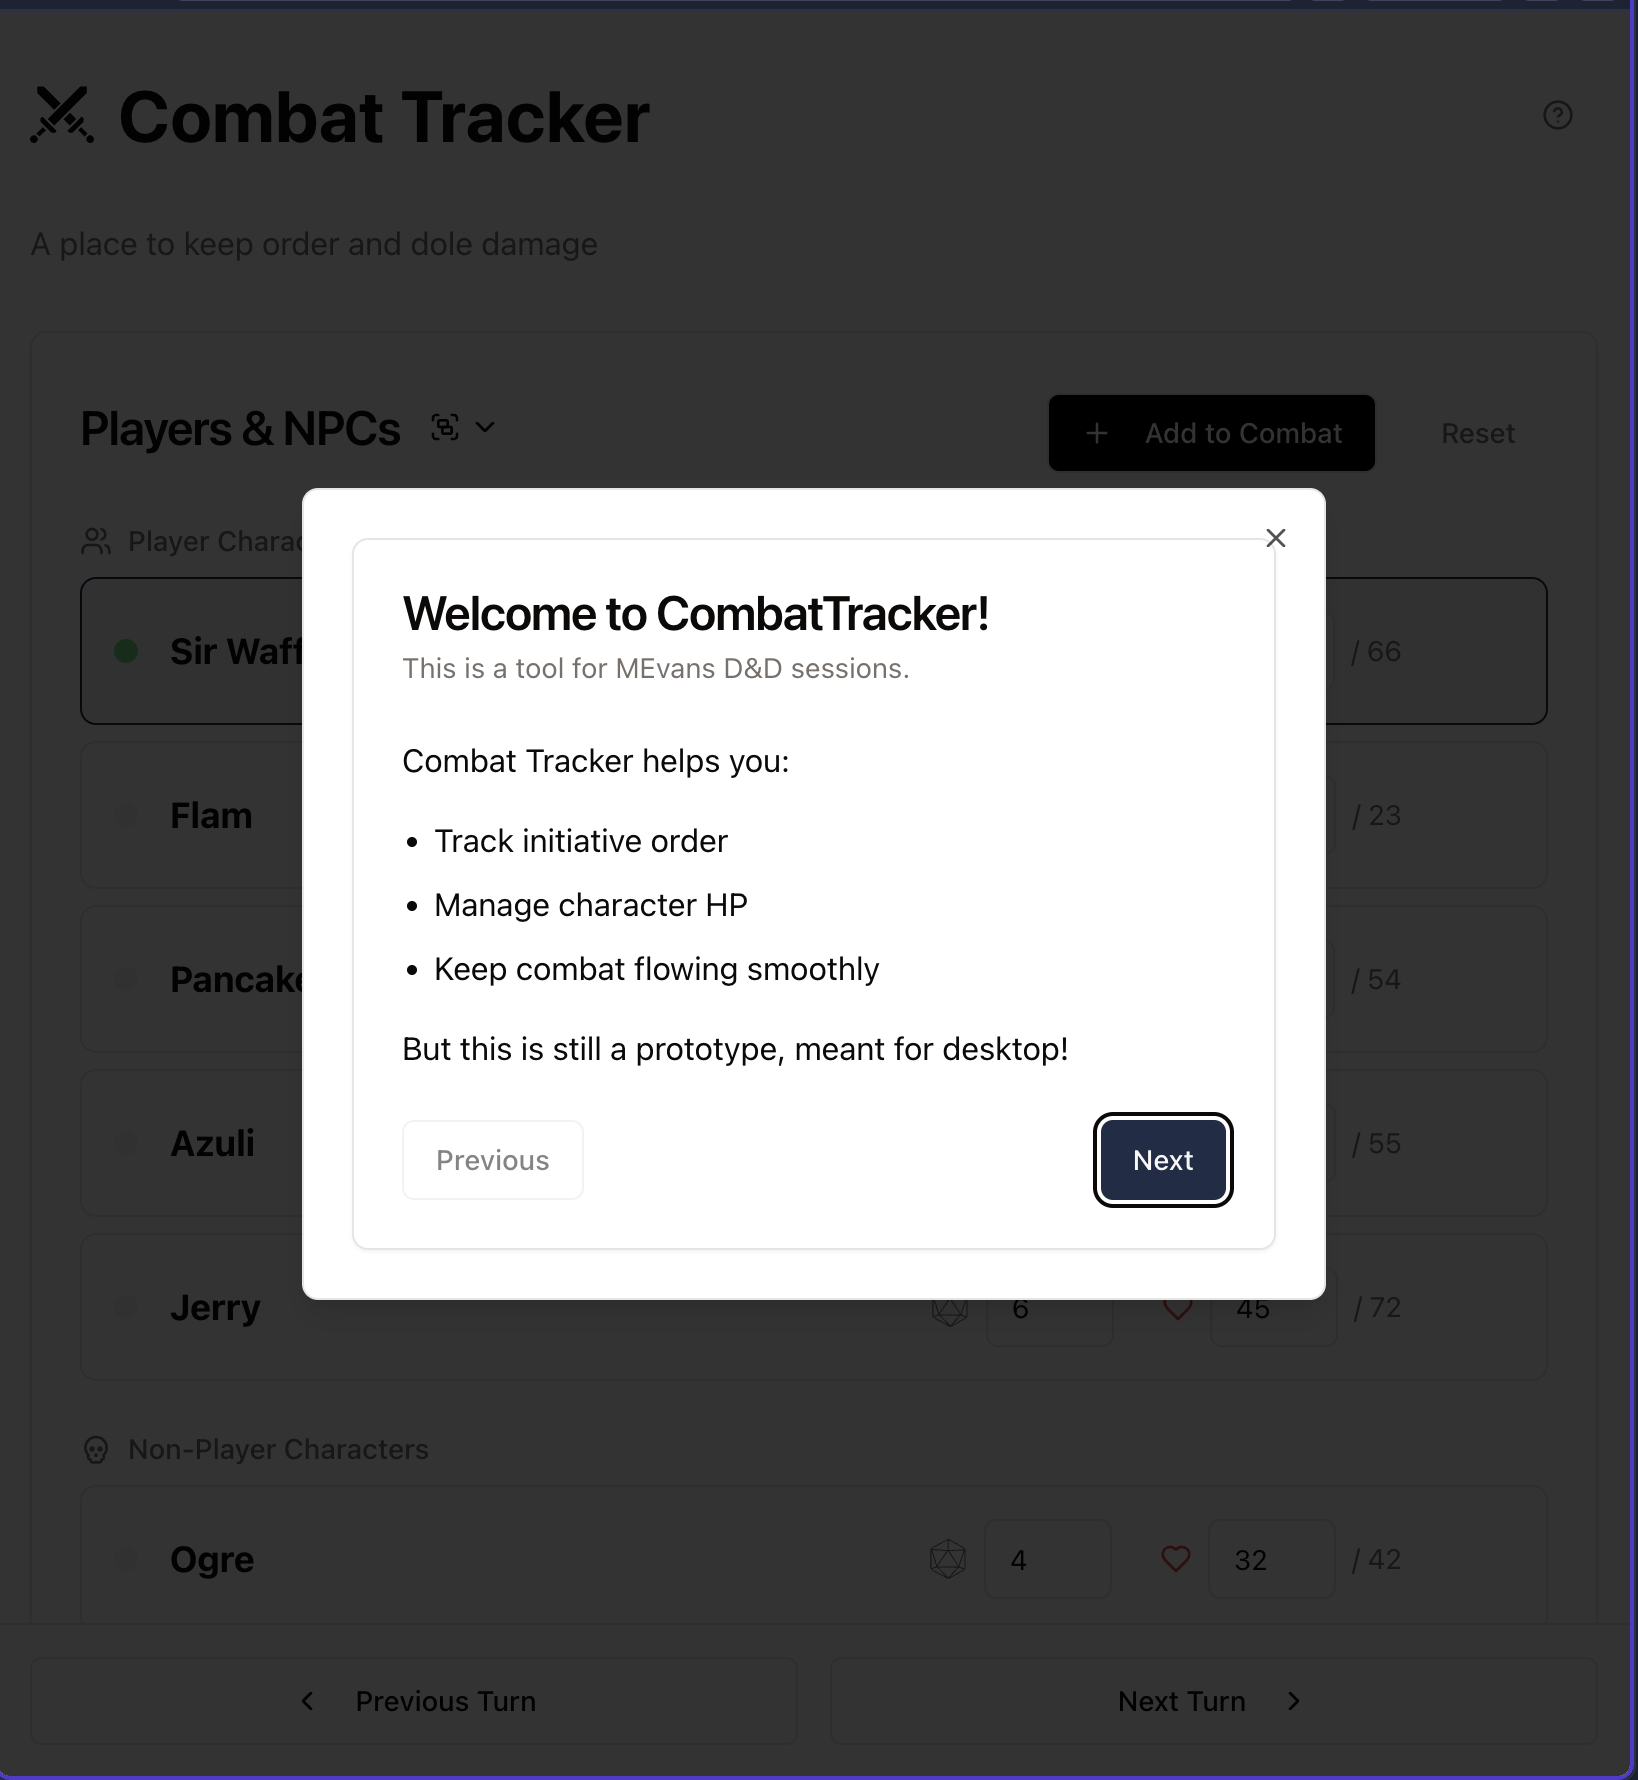 Combat Tracker
A place to keep order and dole damage
Players & NPCs
+ Add to Combat
Reset
Player
Sir
/ 66
Flam
/ 23
/ 54
Azuli
/ 55
Jerry
6
45
/ 72
Non-Player Characters
Ogre
4
32
/ 42
Previous Turn
Next Turn
Welcome to CombatTracker!
This is a tool for MEvans D&D sessions.
Combat Tracker helps you:
• Track initiative order
• Manage character HP
• Keep combat flowing smoothly
But this is still a prototype, meant for desktop!
Previous
Next